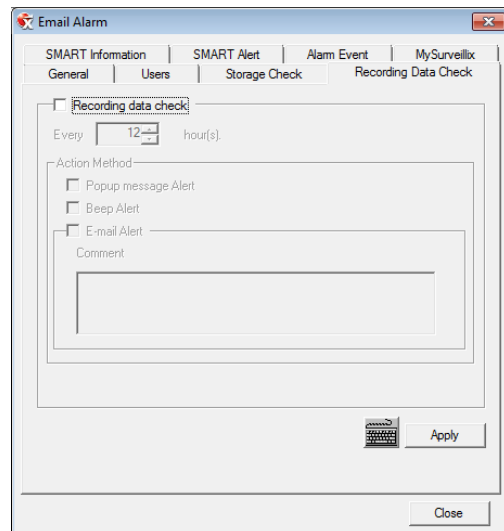 Email Alarm
SMART Information SMART Alert Alarm Event MySurveillix
General Users Storage Check Recording Data Check
Recording data check
Every 12 hour(s).
Action Method
Popup message Alert
Beep Alert
E-mail Alert
Comment
Apply
Close